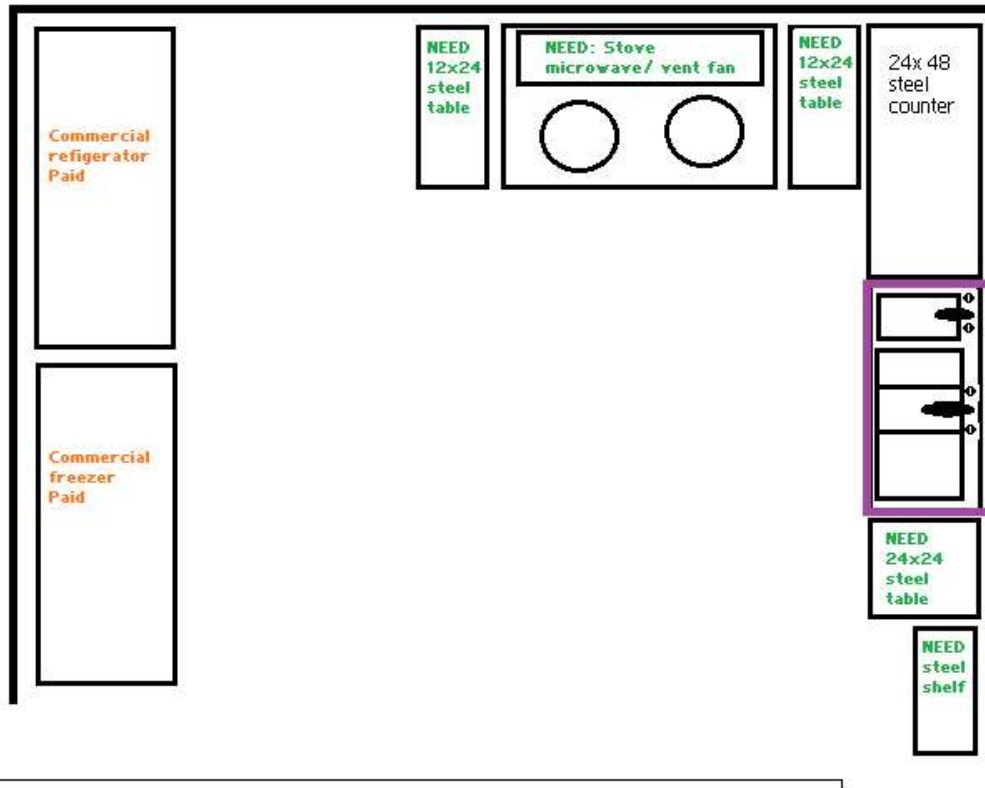 NEED
12x24
steel
table
NEED: Stove
microwave/ vent fan
NEED
12x24
steel
table
24x 48
steel
counter
Commercial
refigerator
Paid
Commercial
freezer
Paid
NEED
24x24
steel
table
NEED
steel
shelf